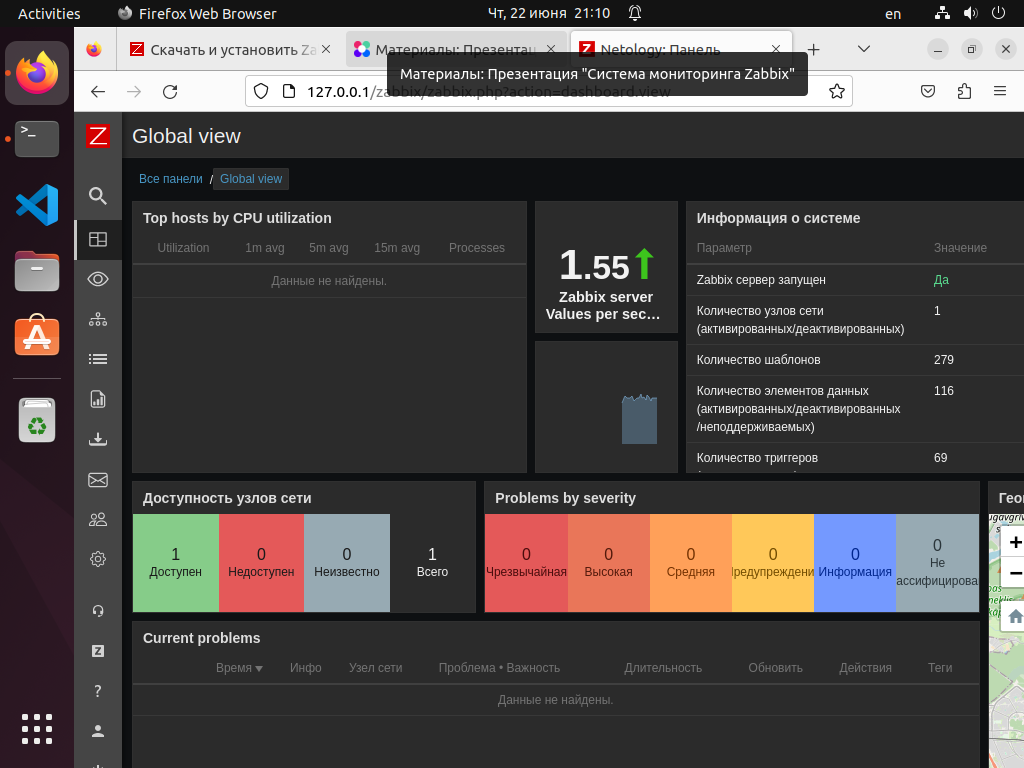 Activities
Firefox Web Browser
Чт, 22 июня 21:10
en
Скачать и установить Za
Материалы: Презентац
Netology: Панель
Материалы: Презентация "Система мониторинга Zabbix"
127.0.0.1/zabbix/zabbix.php?action=dashboard.view
Z
Global view
Все панели / Global view
Top hosts by CPU utilization
Utilization 1m avg 5m avg 15m avg Processes
Данные не найдены.
1.55
Zabbix server
Values per sec…
Информация о системе
Параметр Значение
Zabbix сервер запущен Да
Количество узлов сети 1
(активированных/деактивированных)
Количество шаблонов 279
Количество элементов данных 116
(активированных/деактивированных
/неподдерживаемых)
Количество триггеров 69
Доступность узлов сети
1 0 0 1
Доступен Недоступен Неизвестно Всего
Problems by severity
0 0 0 0 0 0
Чрезвычайная Высокая Средняя Предупреждени Информация Не
ассифицирова
Геог
+
−
Current problems
Время Инфо Узел сети Проблема • Важность Длительность Обновить Действия Теги
Данные не найдены.
Z
?